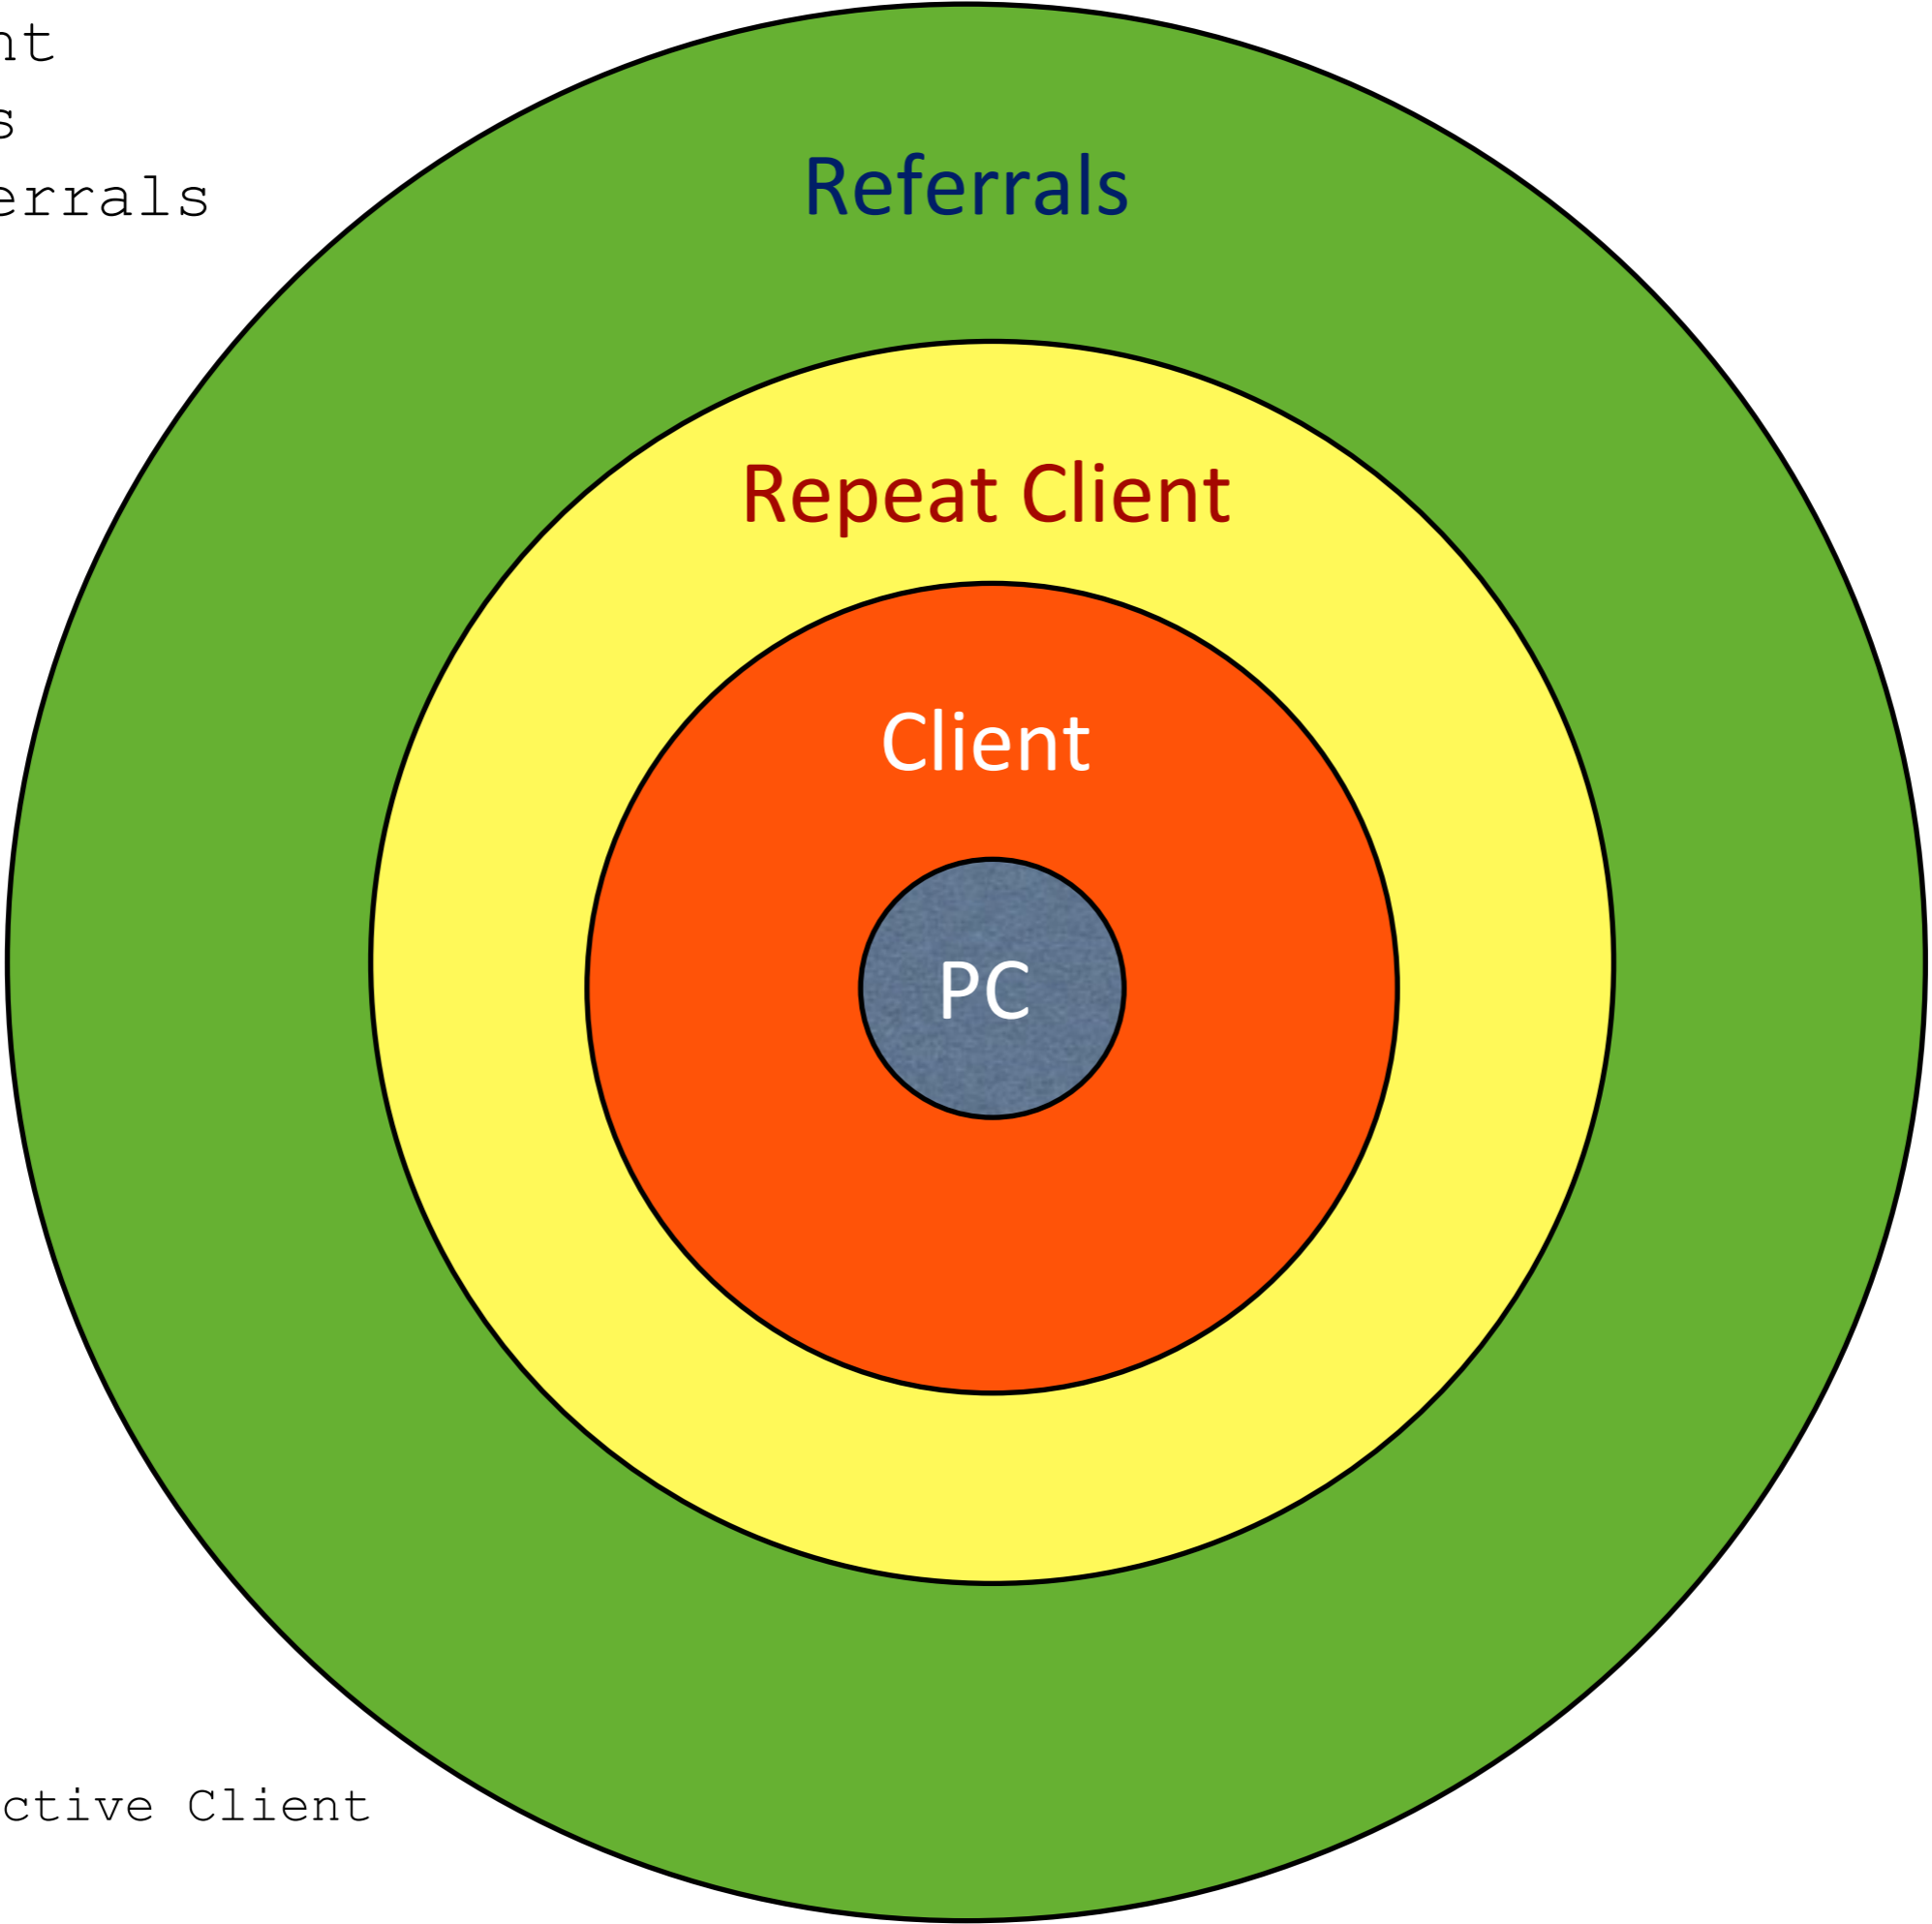 nt
s
errals
Referrals
Repeat Client
Client
PC
ctive Client